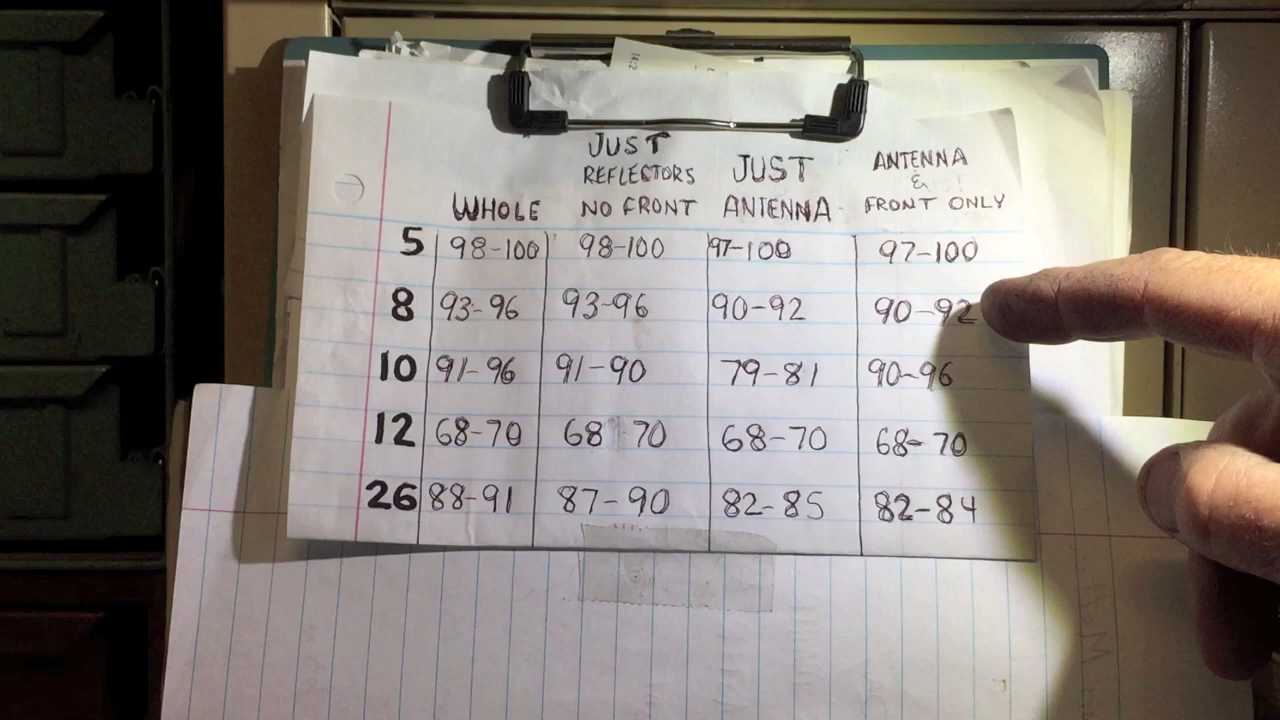 JUST
REFLECTORS
NO FRONT
JUST
ANTENNA
ANTENNA
&
FRONT ONLY
WHOLE
5 98-100 98-100 97-100 97-100
8 93-96 93-96 90-92 90-92
10 91-96 91-90 79-81 90-96
12 68-70 68 70 68-70 68-70
26 88-91 87-90 82-85 82-84